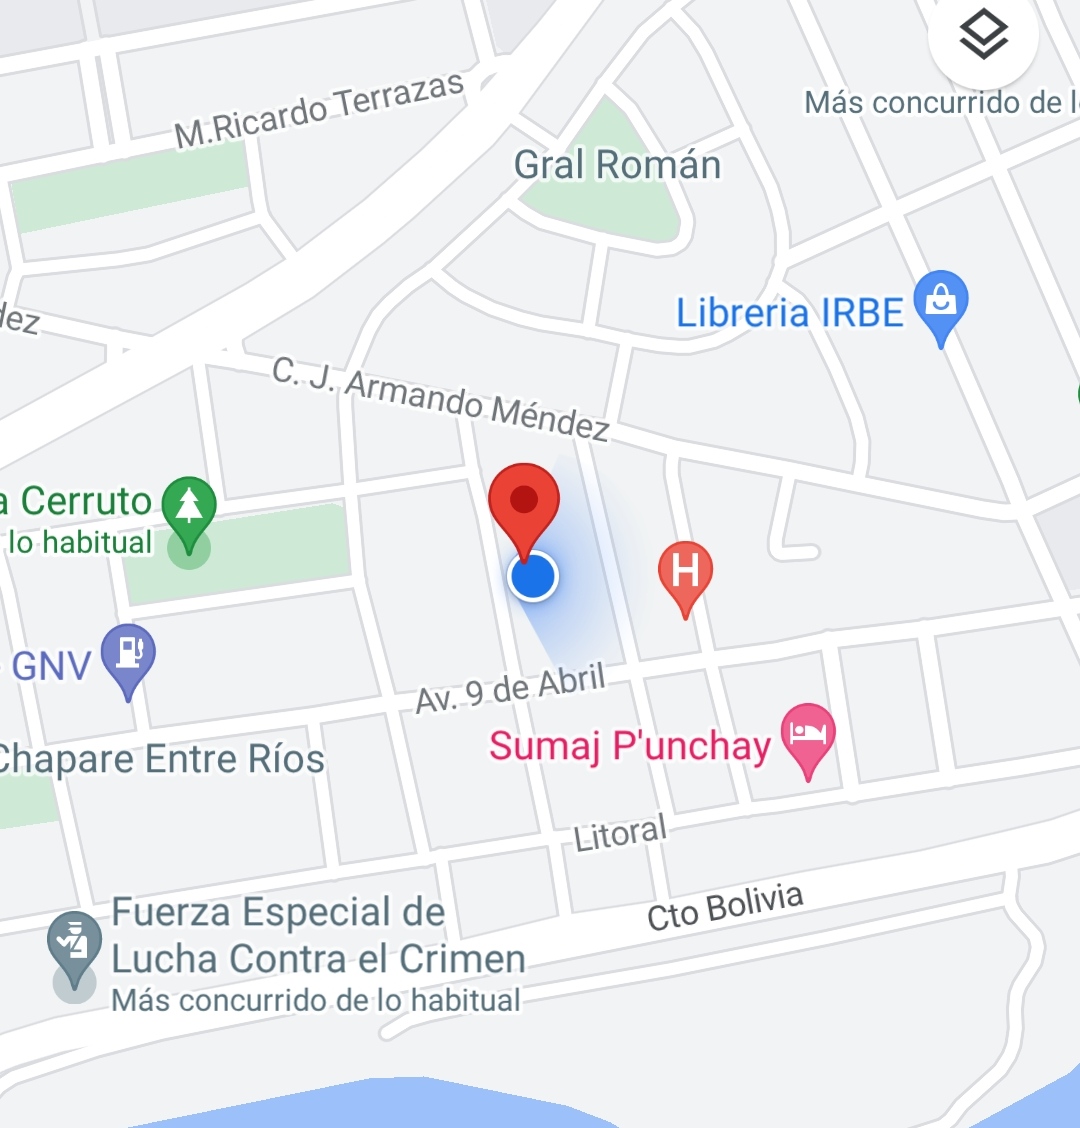 M.Ricardo Terrazas
Más concurrido de l
Gral Román
Libreria IRBE
dez
C. J. Armando Méndez
a Cerruto
lo habitual
H
GNV
Av. 9 de Abril
Chapare Entre Ríos
Sumaj P'unchay
Litoral
Cto Bolivia
Fuerza Especial de
Lucha Contra el Crimen
Más concurrido de lo habitual